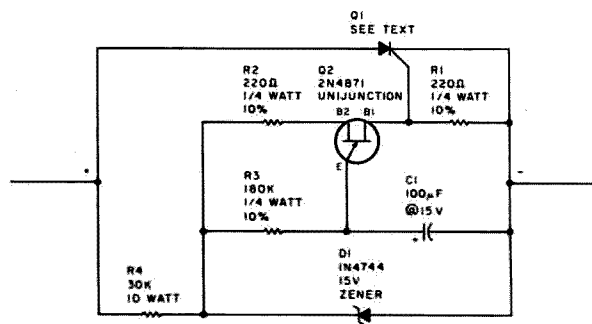 Q1
SEE TEXT
R2
220Ω
1/4 WATT
10%
Q2
2N4871
UNIJUNCTION
R1
220Ω
1/4 WATT
10%
B2
B1
E
R3
180K
1/4 WATT
10%
C1
100µF
@15V
+
-
+
R4
30K
10 WATT
D1
1N4744
15V
ZENER